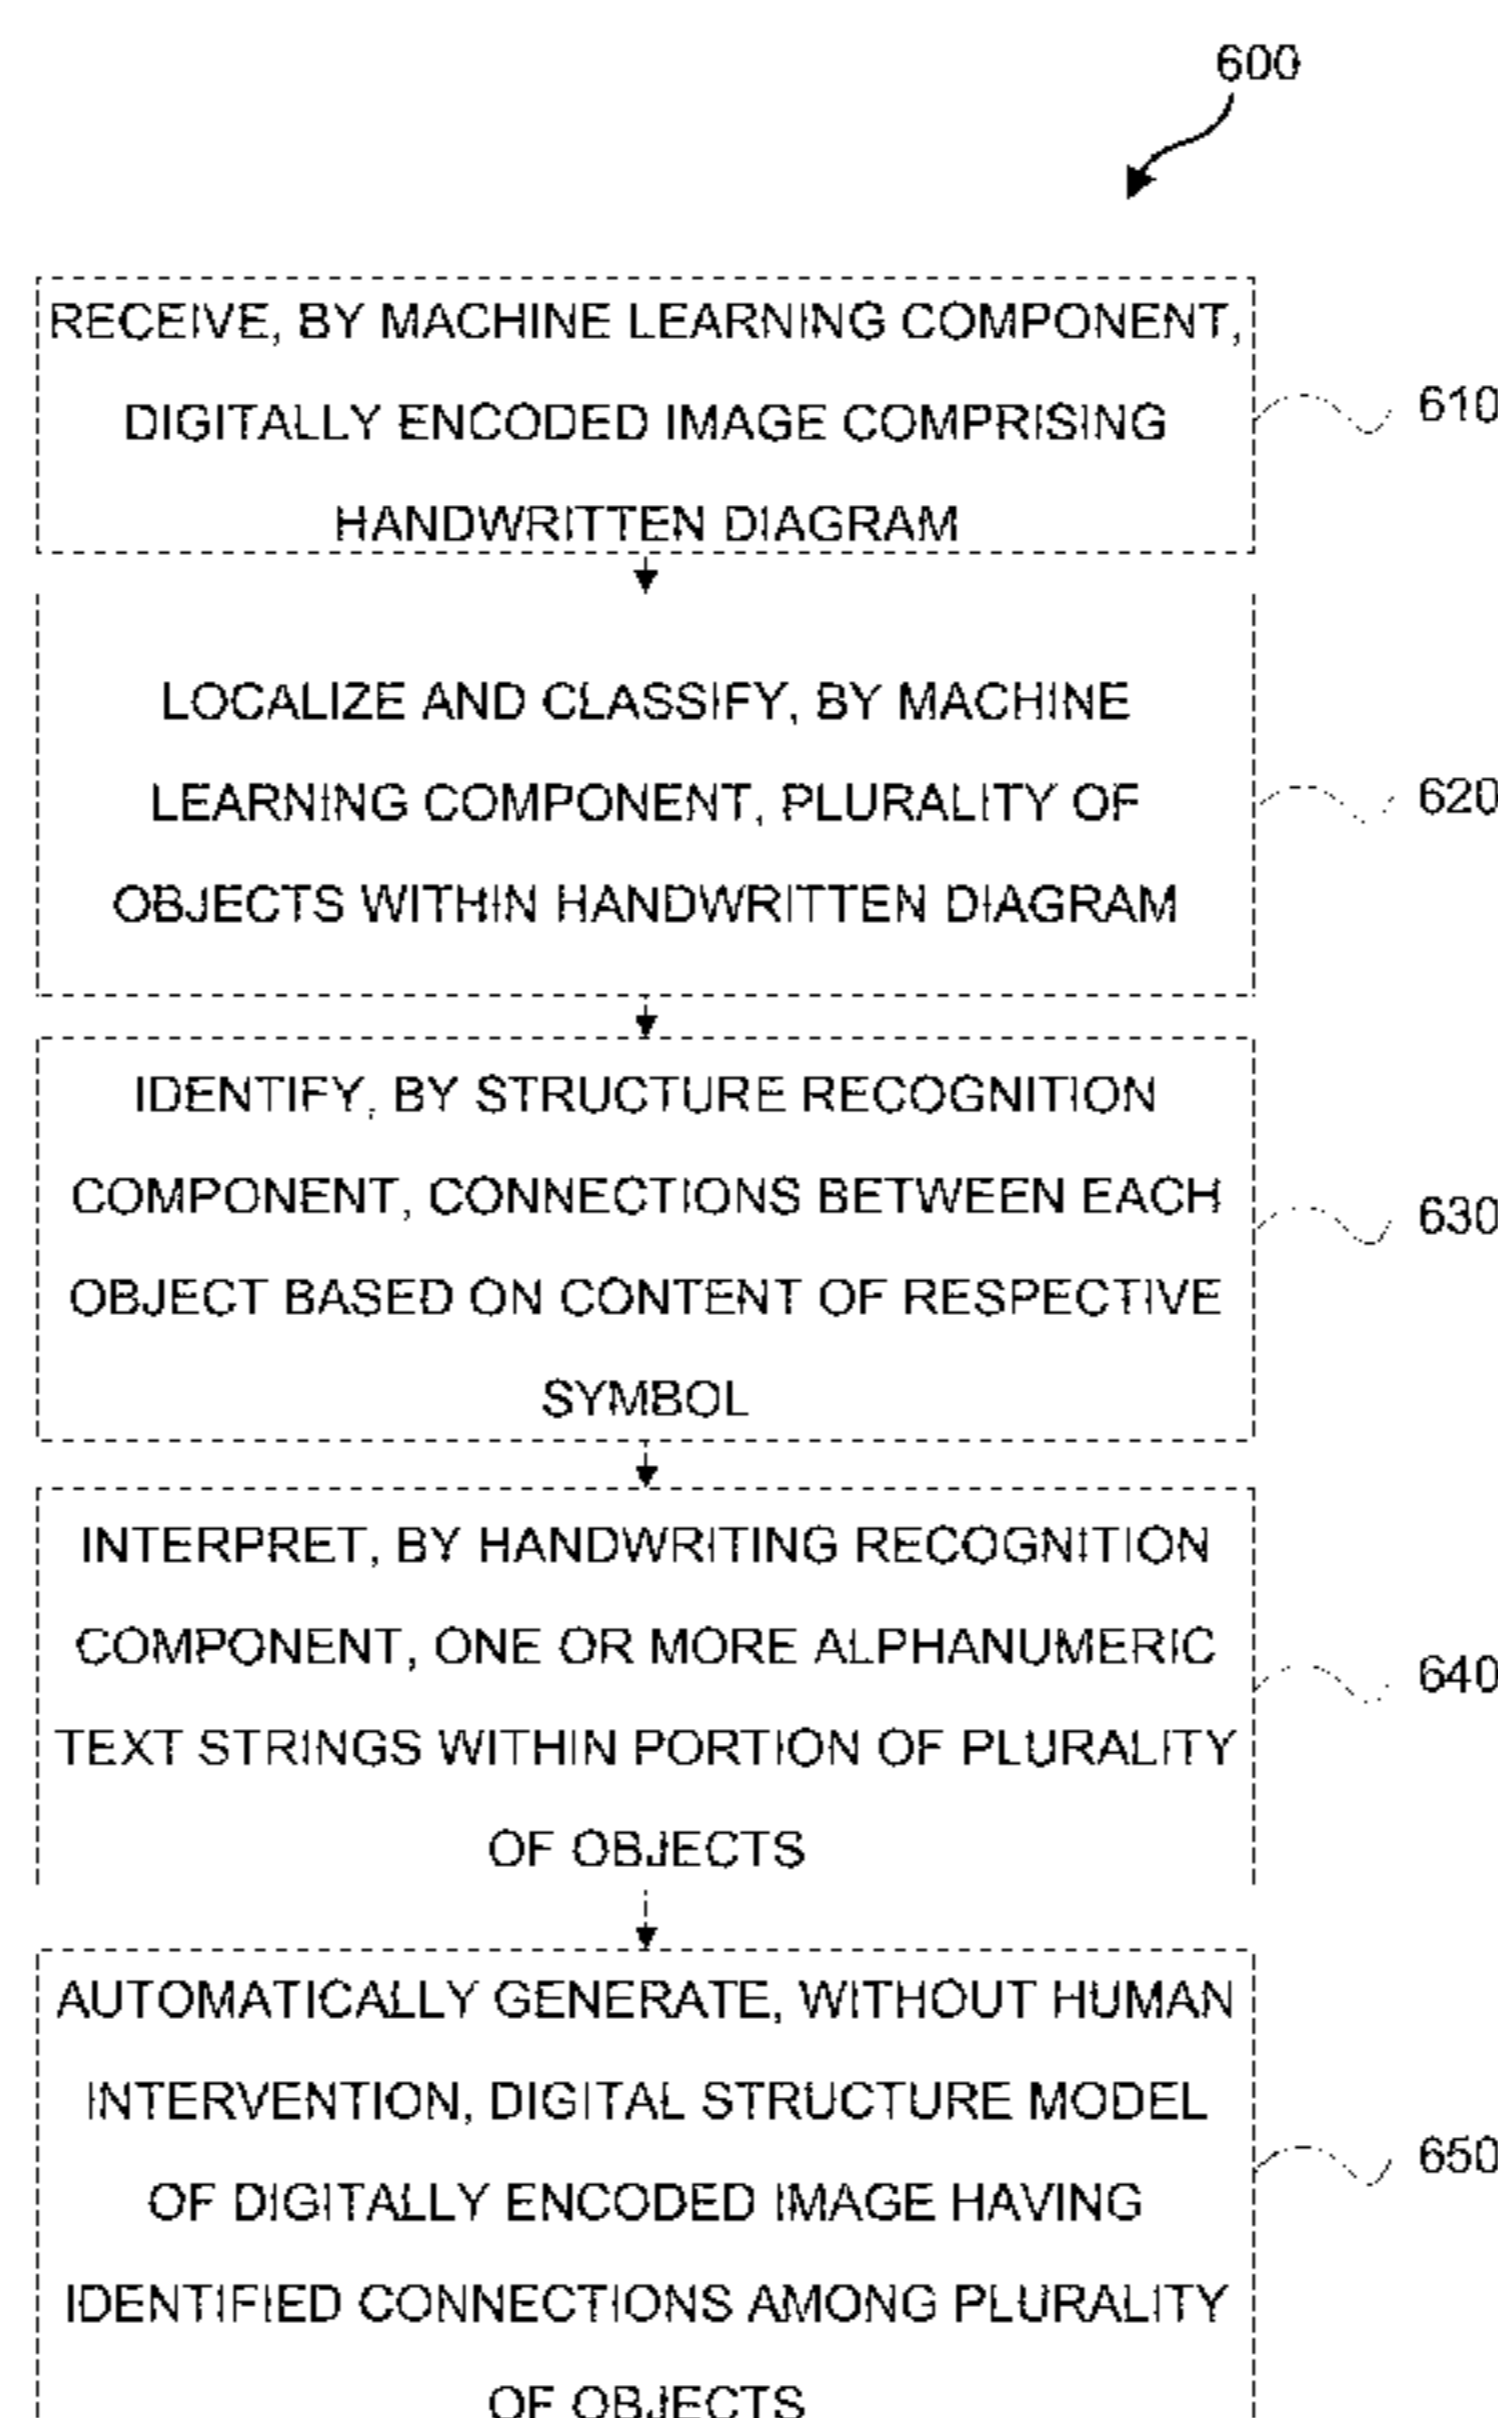 600
RECEIVE, BY MACHINE LEARNING COMPONENT,
DIGITALLY ENCODED IMAGE COMPRISING
HANDWRITTEN DIAGRAM
610
LOCALIZE AND CLASSIFY, BY MACHINE
LEARNING COMPONENT, PLURALITY OF
OBJECTS WITHIN HANDWRITTEN DIAGRAM
620
IDENTIFY, BY STRUCTURE RECOGNITION
COMPONENT, CONNECTIONS BETWEEN EACH
OBJECT BASED ON CONTENT OF RESPECTIVE
SYMBOL
630
INTERPRET, BY HANDWRITING RECOGNITION
COMPONENT, ONE OR MORE ALPHANUMERIC
TEXT STRINGS WITHIN PORTION OF PLURALITY
OF OBJECTS
640
AUTOMATICALLY GENERATE, WITHOUT HUMAN
INTERVENTION, DIGITAL STRUCTURE MODEL
OF DIGITALLY ENCODED IMAGE HAVING
IDENTIFIED CONNECTIONS AMONG PLURALITY
OF OBJECTS
650